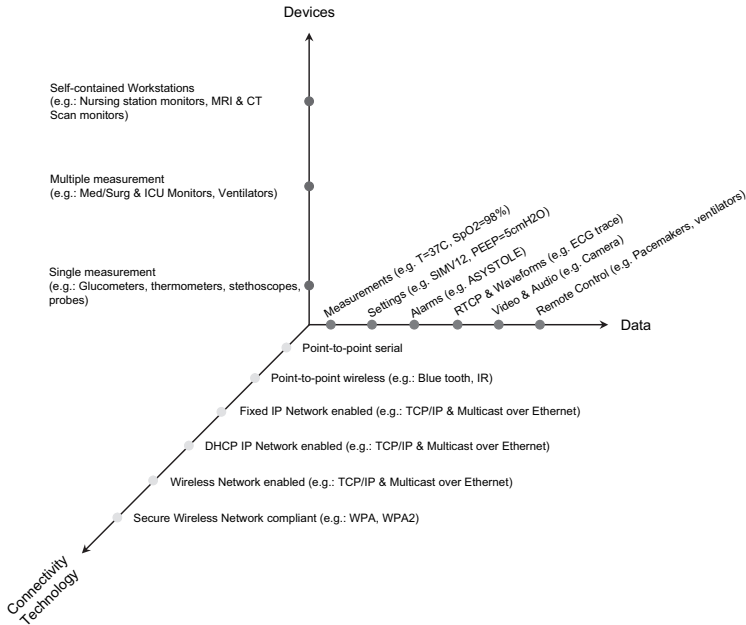 Devices
Self-contained Workstations
(e.g.: Nursing station monitors, MRI & CT
Scan monitors)
Multiple measurement
(e.g.: Med/Surg & ICU Monitors, Ventilators)
Single measurement
(e.g.: Glucometers, thermometers, stethoscopes,
probes)
Measurements (e.g. T=37C, SpO2=98%)
Settings (e.g. SiMV12, PEEP=5cmH2O)
Alarms (e.g. ASYSTOLE)
RTCP & Waveforms (e.g. ECG trace)
Video & Audio (e.g. Camera)
Remote Control (e.g. Pacemakers, ventilators)
Data
Point-to-point serial
Point-to-point wireless (e.g.: Blue tooth, IR)
Fixed IP Network enabled (e.g.: TCP/IP & Multicast over Ethernet)
DHCP IP Network enabled (e.g.: TCP/IP & Multicast over Ethernet)
Wireless Network enabled (e.g.: TCP/IP & Multicast over Ethernet)
Secure Wireless Network compliant (e.g.: WPA, WPA2)
Connectivity
Technology